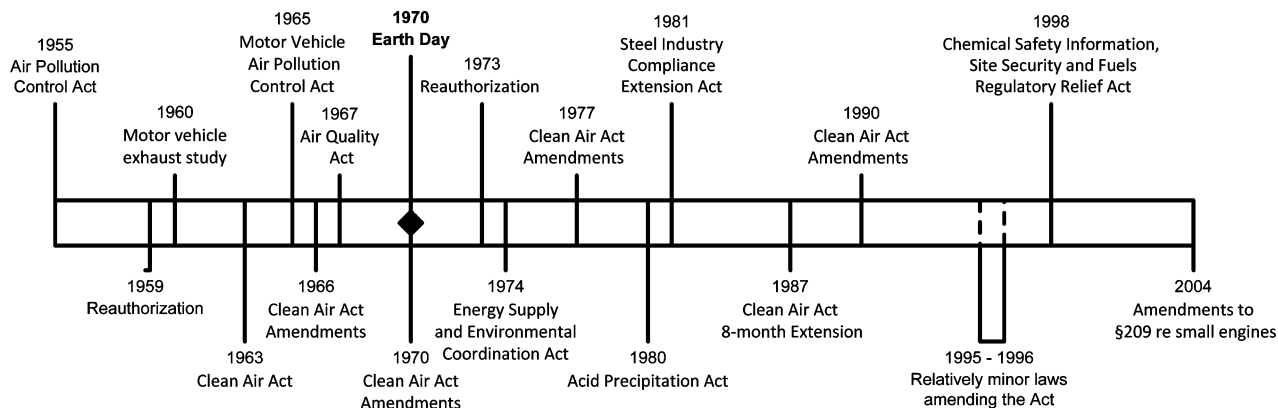 1955
Air Pollution
Control Act
1960
Motor vehicle
exhaust study
1965
Motor Vehicle
Air Pollution
Control Act
1967
Air Quality
Act
1970
Earth Day
1973
Reauthorization
1977
Clean Air Act
Amendments
1981
Steel Industry
Compliance
Extension Act
1990
Clean Air Act
Amendments
1998
Chemical Safety Information,
Site Security and Fuels
Regulatory Relief Act
1959
Reauthorization
1963
Clean Air Act
1966
Clean Air Act
Amendments
1970
Clean Air Act
Amendments
1974
Energy Supply
and Environmental
Coordination Act
1980
Acid Precipitation Act
1987
Clean Air Act
8-month Extension
1995 - 1996
Relatively minor laws
amending the Act
2004
Amendments to
§209 re small engines